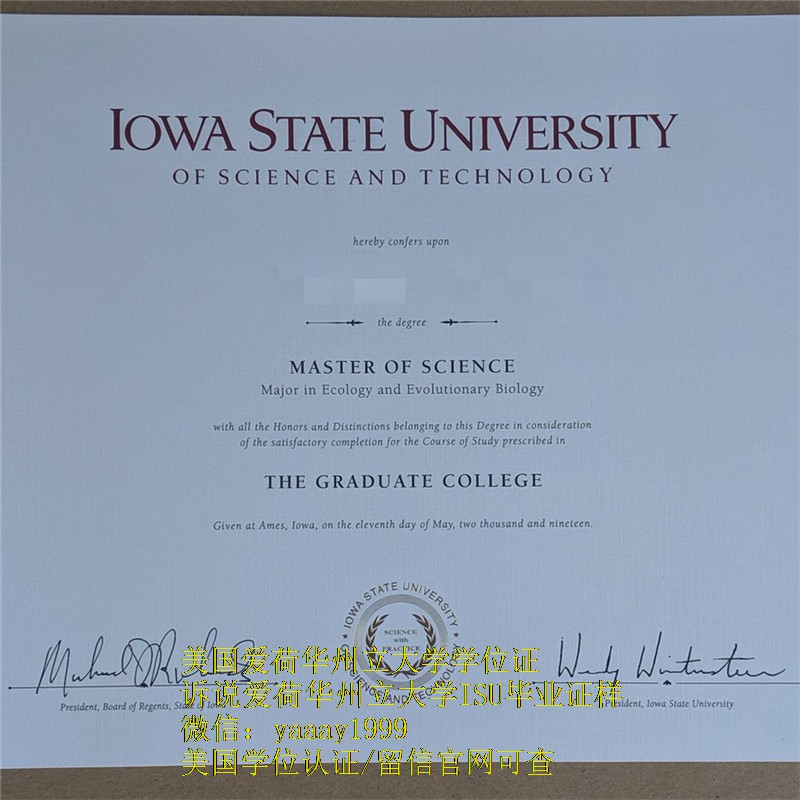 IOWA STATE UNIVERSITY
OF SCIENCE AND TECHNOLOGY
hereby confers upon
the degree
MASTER OF SCIENCE
Major in Ecology and Evolutionary Biology
with all the Honors and Distinctions belonging to this Degree in consideration
of the satisfactory completion for the Course of Study prescribed in
THE GRADUATE COLLEGE
Given at Ames, Iowa, on the eleventh day of May, two thousand and nineteen.
IOWA STATE UNIVERSITY
SCIENCE
with
PRACTICE
AND TECHNOLOGY
President, Board of Regents, State of Iowa
President, Iowa State University
美国爱荷华州立大学学位证
诉说爱荷华州立大学ISU毕业证样
微信：yaaay1999
美国学位认证/留信官网可查